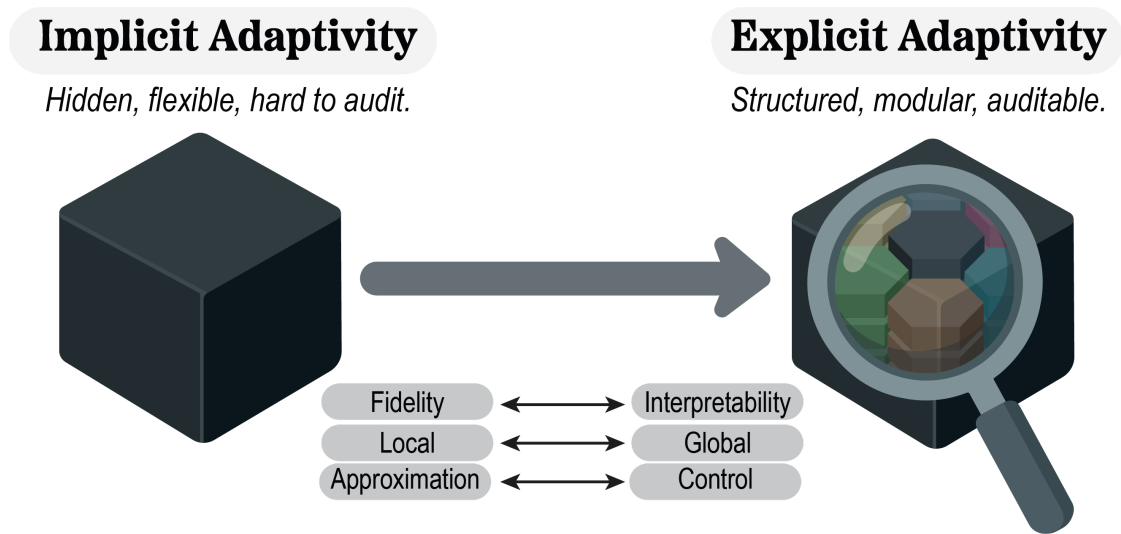 Implicit Adaptivity
Explicit Adaptivity
Hidden, flexible, hard to audit.
Structured, modular, auditable.
Fidelity
Interpretability
Local
Global
Approximation
Control